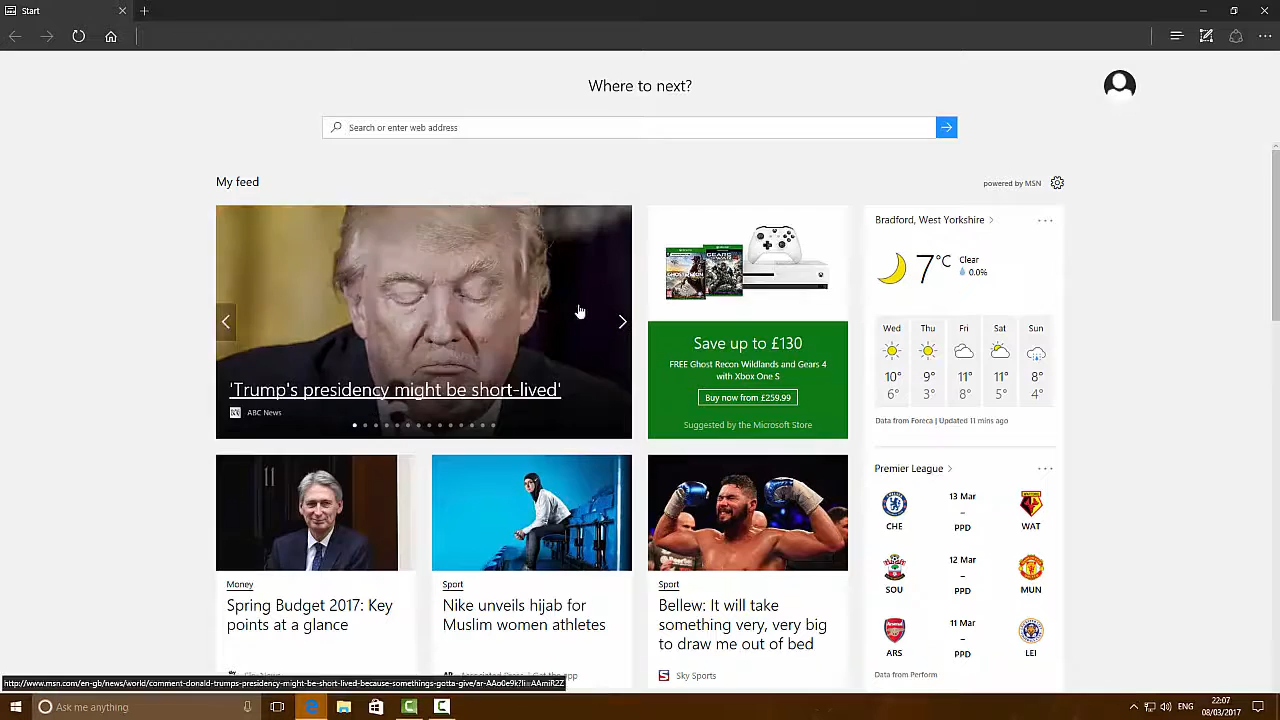 Start
Where to next?
Search or enter web address
My feed
powered by MSN
'Trump's presidency might be short-lived'
ABC News
Save up to £130
FREE Ghost Recon Wildlands and Gears 4
with Xbox One S
Buy now from £259.99
Suggested by the Microsoft Store
Bradford, West Yorkshire
7°C
Clear
0.0%
Wed Thu Fri Sat Sun
10° 9° 11° 11° 8°
6° 3° 8° 5° 4°
Data from Foreca | Updated 11 mins ago
Premier League
13 Mar
–
CHE PPD WAT
12 Mar
–
SOU PPD MUN
11 Mar
–
ARS PPD LEI
Data from Perform
Money
Spring Budget 2017: Key
points at a glance
Sport
Nike unveils hijab for
Muslim women athletes
Sport
Bellew: It will take
something very, very big
to draw me out of bed
Sky Sports
Ask me anything
ENG
22:07
08/03/2017